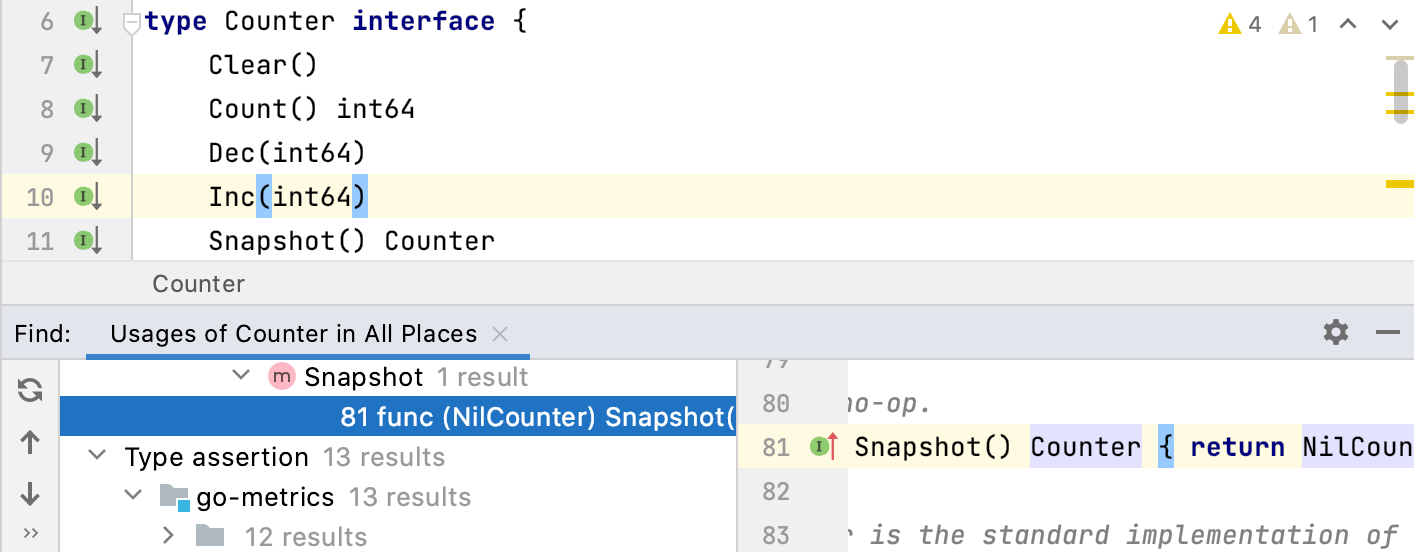 6 type Counter interface {
4 1
7 Clear()
8 Count() int64
9 Dec(int64)
10 Inc(int64)
11 Snapshot() Counter
Counter
Find: Usages of Counter in All Places
m Snapshot 1 result
81 func (NilCounter) Snapshot(
Type assertion 13 results
go-metrics 13 results
12 results
79
80 no-op.
81 Snapshot() Counter { return NilCoun
82
83 r is the standard implementation of